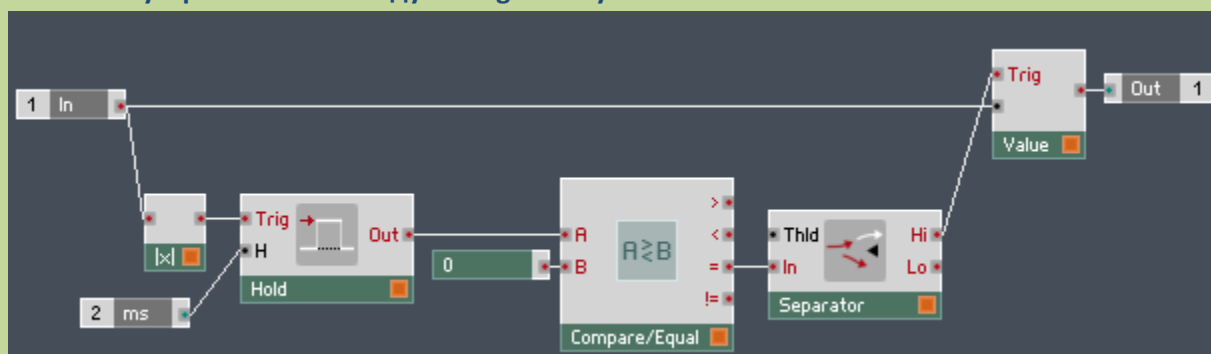 1 In
Trig
Out 1
Value
|x|
Trig
H
Out
Hold
2 ms
0
A
B
A≷B
>
<
=
!=
Compare/Equal
Thld
In
Hi
Lo
Separator